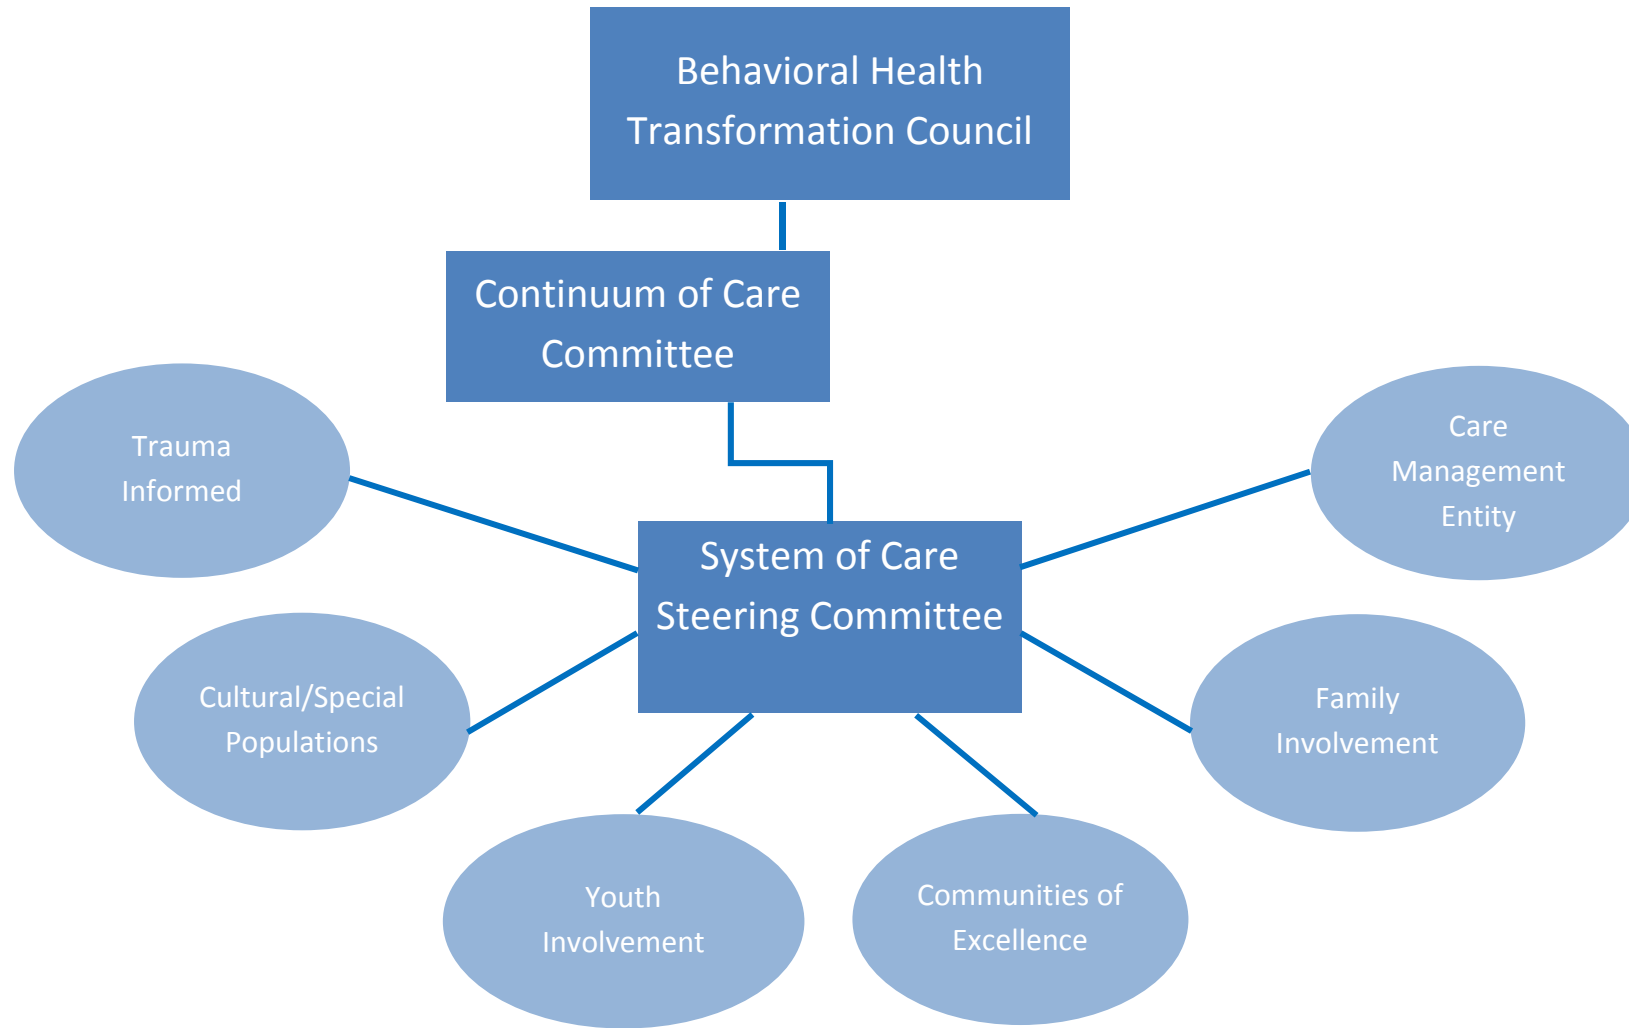 Behavioral Health
Transformation Council
Continuum of Care
Committee
Trauma
Informed
Care
Management
Entity
System of Care
Steering Committee
Cultural/Special
Populations
Family
Involvement
Youth
Involvement
Communities of
Excellence